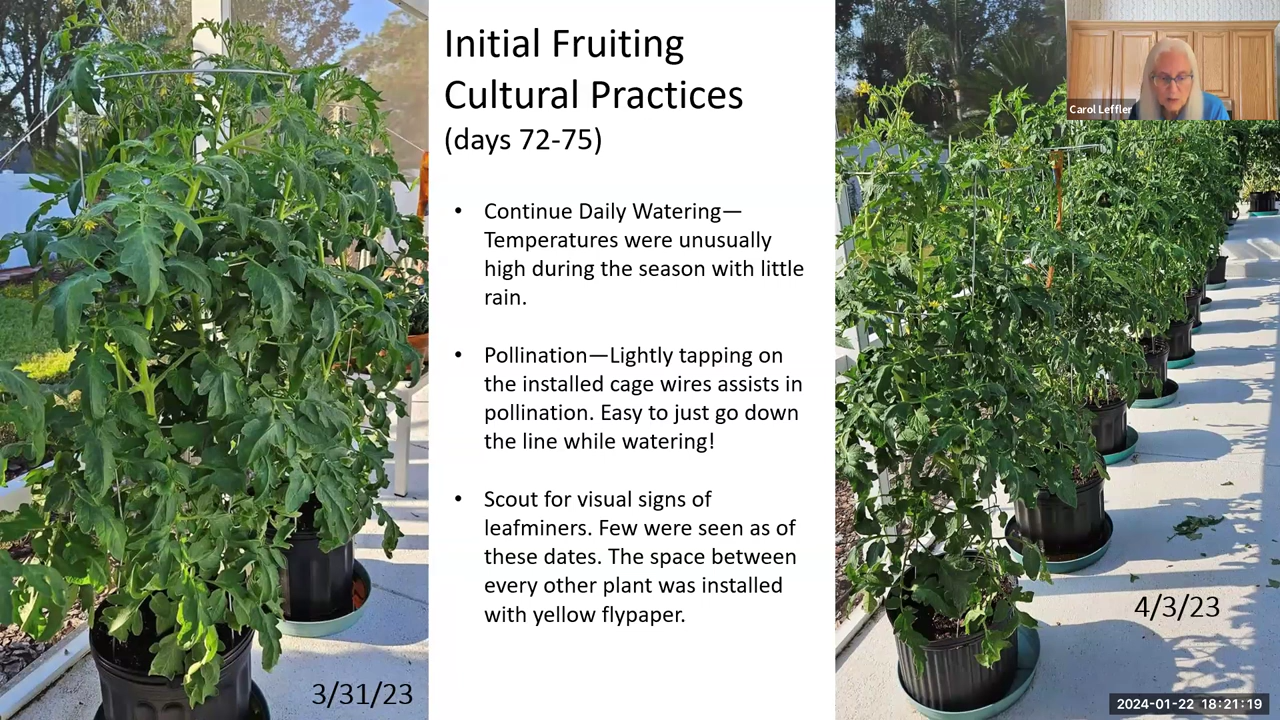 Initial Fruiting
Cultural Practices
(days 72-75)
• Continue Daily Watering—
Temperatures were unusually
high during the season with little
rain.
• Pollination—Lightly tapping on
the installed cage wires assists in
pollination. Easy to just go down
the line while watering!
• Scout for visual signs of
leafminers. Few were seen as of
these dates. The space between
every other plant was installed
with yellow flypaper.
3/31/23
Carol Leffler
4/3/23
2024-01-22 18:21:19